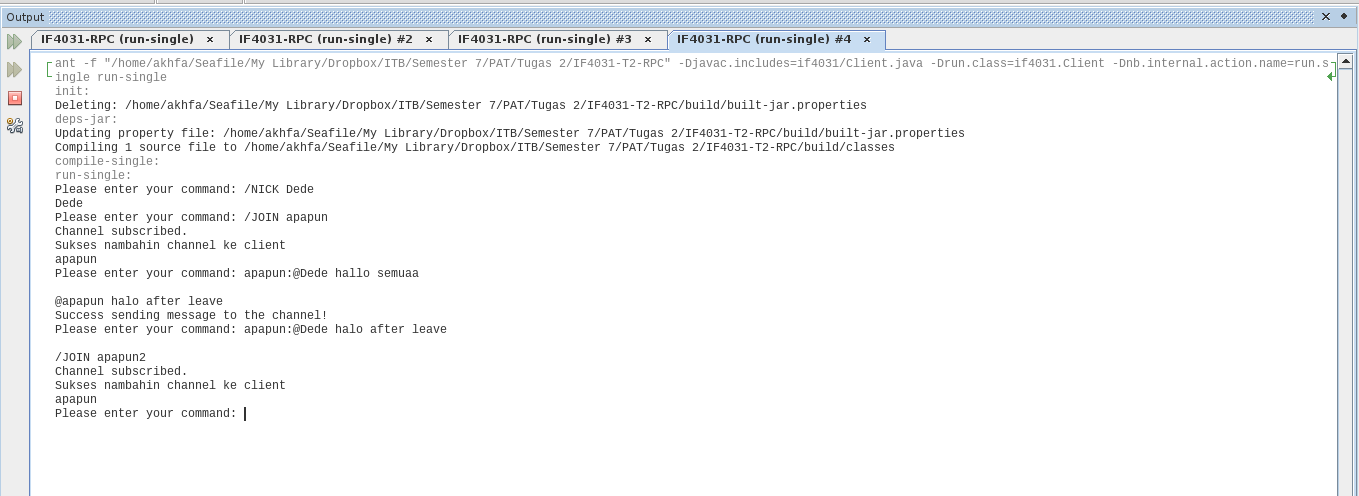 Output
IF4031-RPC (run-single) × IF4031-RPC (run-single) #2 × IF4031-RPC (run-single) #3 × IF4031-RPC (run-single) #4 ×
ant -f "/home/akhfa/Seafile/My Library/Dropbox/ITB/Semester 7/PAT/Tugas 2/IF4031-T2-RPC" -Djavac.includes=if4031/Client.java -Drun.class=if4031.Client -Dnb.internal.action.name=run.s
ingle run-single
init:
Deleting: /home/akhfa/Seafile/My Library/Dropbox/ITB/Semester 7/PAT/Tugas 2/IF4031-T2-RPC/build/built-jar.properties
deps-jar:
Updating property file: /home/akhfa/Seafile/My Library/Dropbox/ITB/Semester 7/PAT/Tugas 2/IF4031-T2-RPC/build/built-jar.properties
Compiling 1 source file to /home/akhfa/Seafile/My Library/Dropbox/ITB/Semester 7/PAT/Tugas 2/IF4031-T2-RPC/build/classes
compile-single:
run-single:
Please enter your command: /NICK Dede
Dede
Please enter your command: /JOIN apapun
Channel subscribed.
Sukses nambahin channel ke client
apapun
Please enter your command: apapun:@Dede hallo semuaa
@apapun halo after leave
Success sending message to the channel!
Please enter your command: apapun:@Dede halo after leave
/JOIN apapun2
Channel subscribed.
Sukses nambahin channel ke client
apapun
Please enter your command: